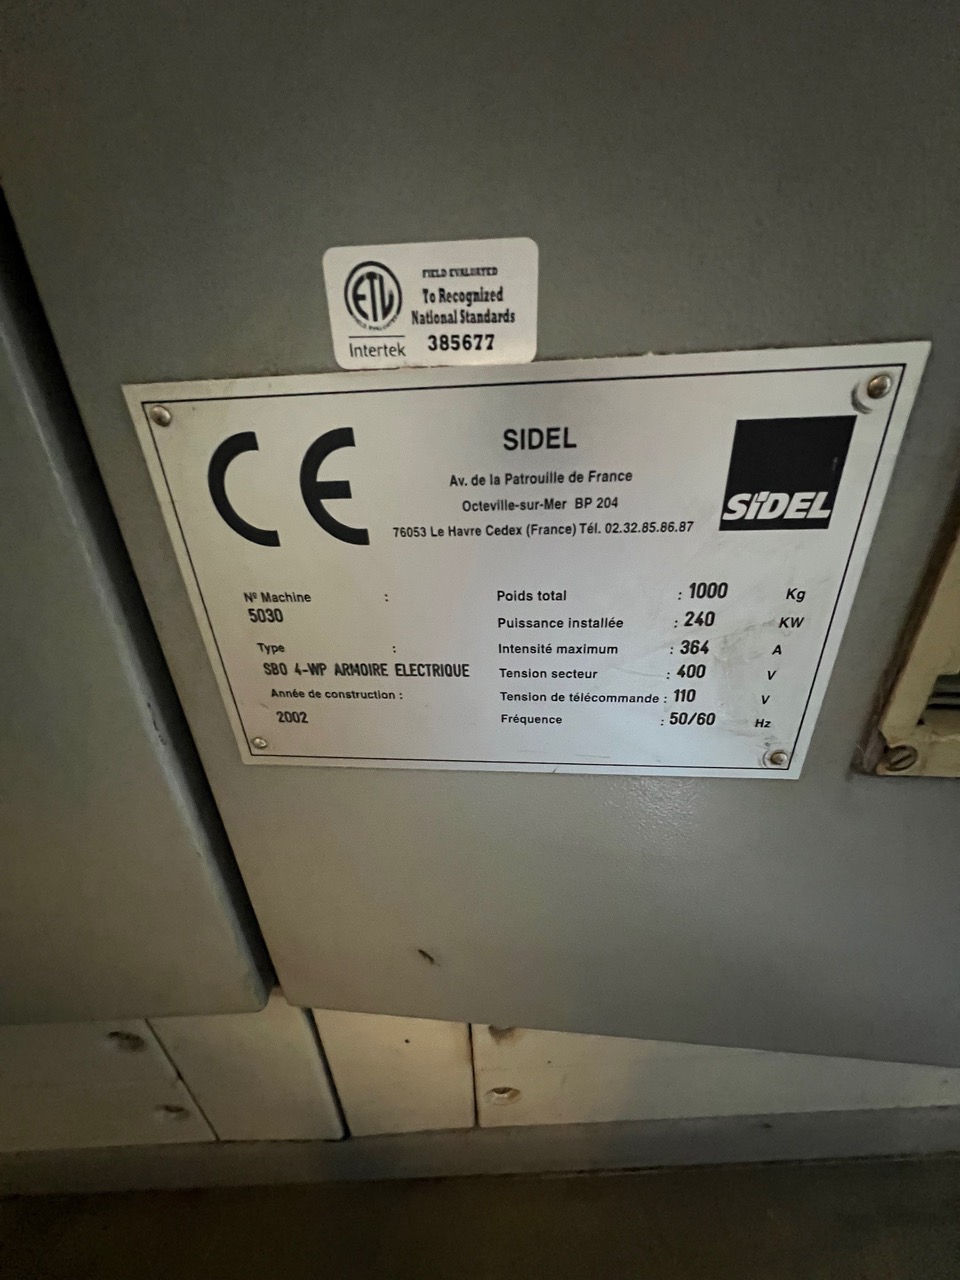 FIELD EVALUATED
ETL
FIELD EVALUATED
To Recognized
National Standards
Intertek
385677
CE
SIDEL
Av. de la Patrouille de France
Octeville-sur-Mer BP 204
76053 Le Havre Cedex (France) Tél. 02.32.85.86.87
SIDEL
Nº Machine :
5030
Type :
SBO 4-WP ARMOIRE ELECTRIQUE
Année de construction :
2002
Poids total : 1000 Kg
Puissance installée : 240 KW
Intensité maximum : 364 A
Tension secteur : 400 V
Tension de télécommande : 110 V
Fréquence : 50/60 Hz